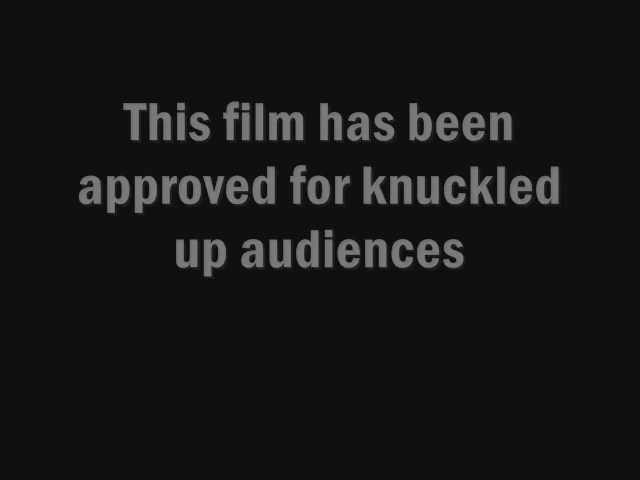 This film has been
approved for knuckled
up audiences